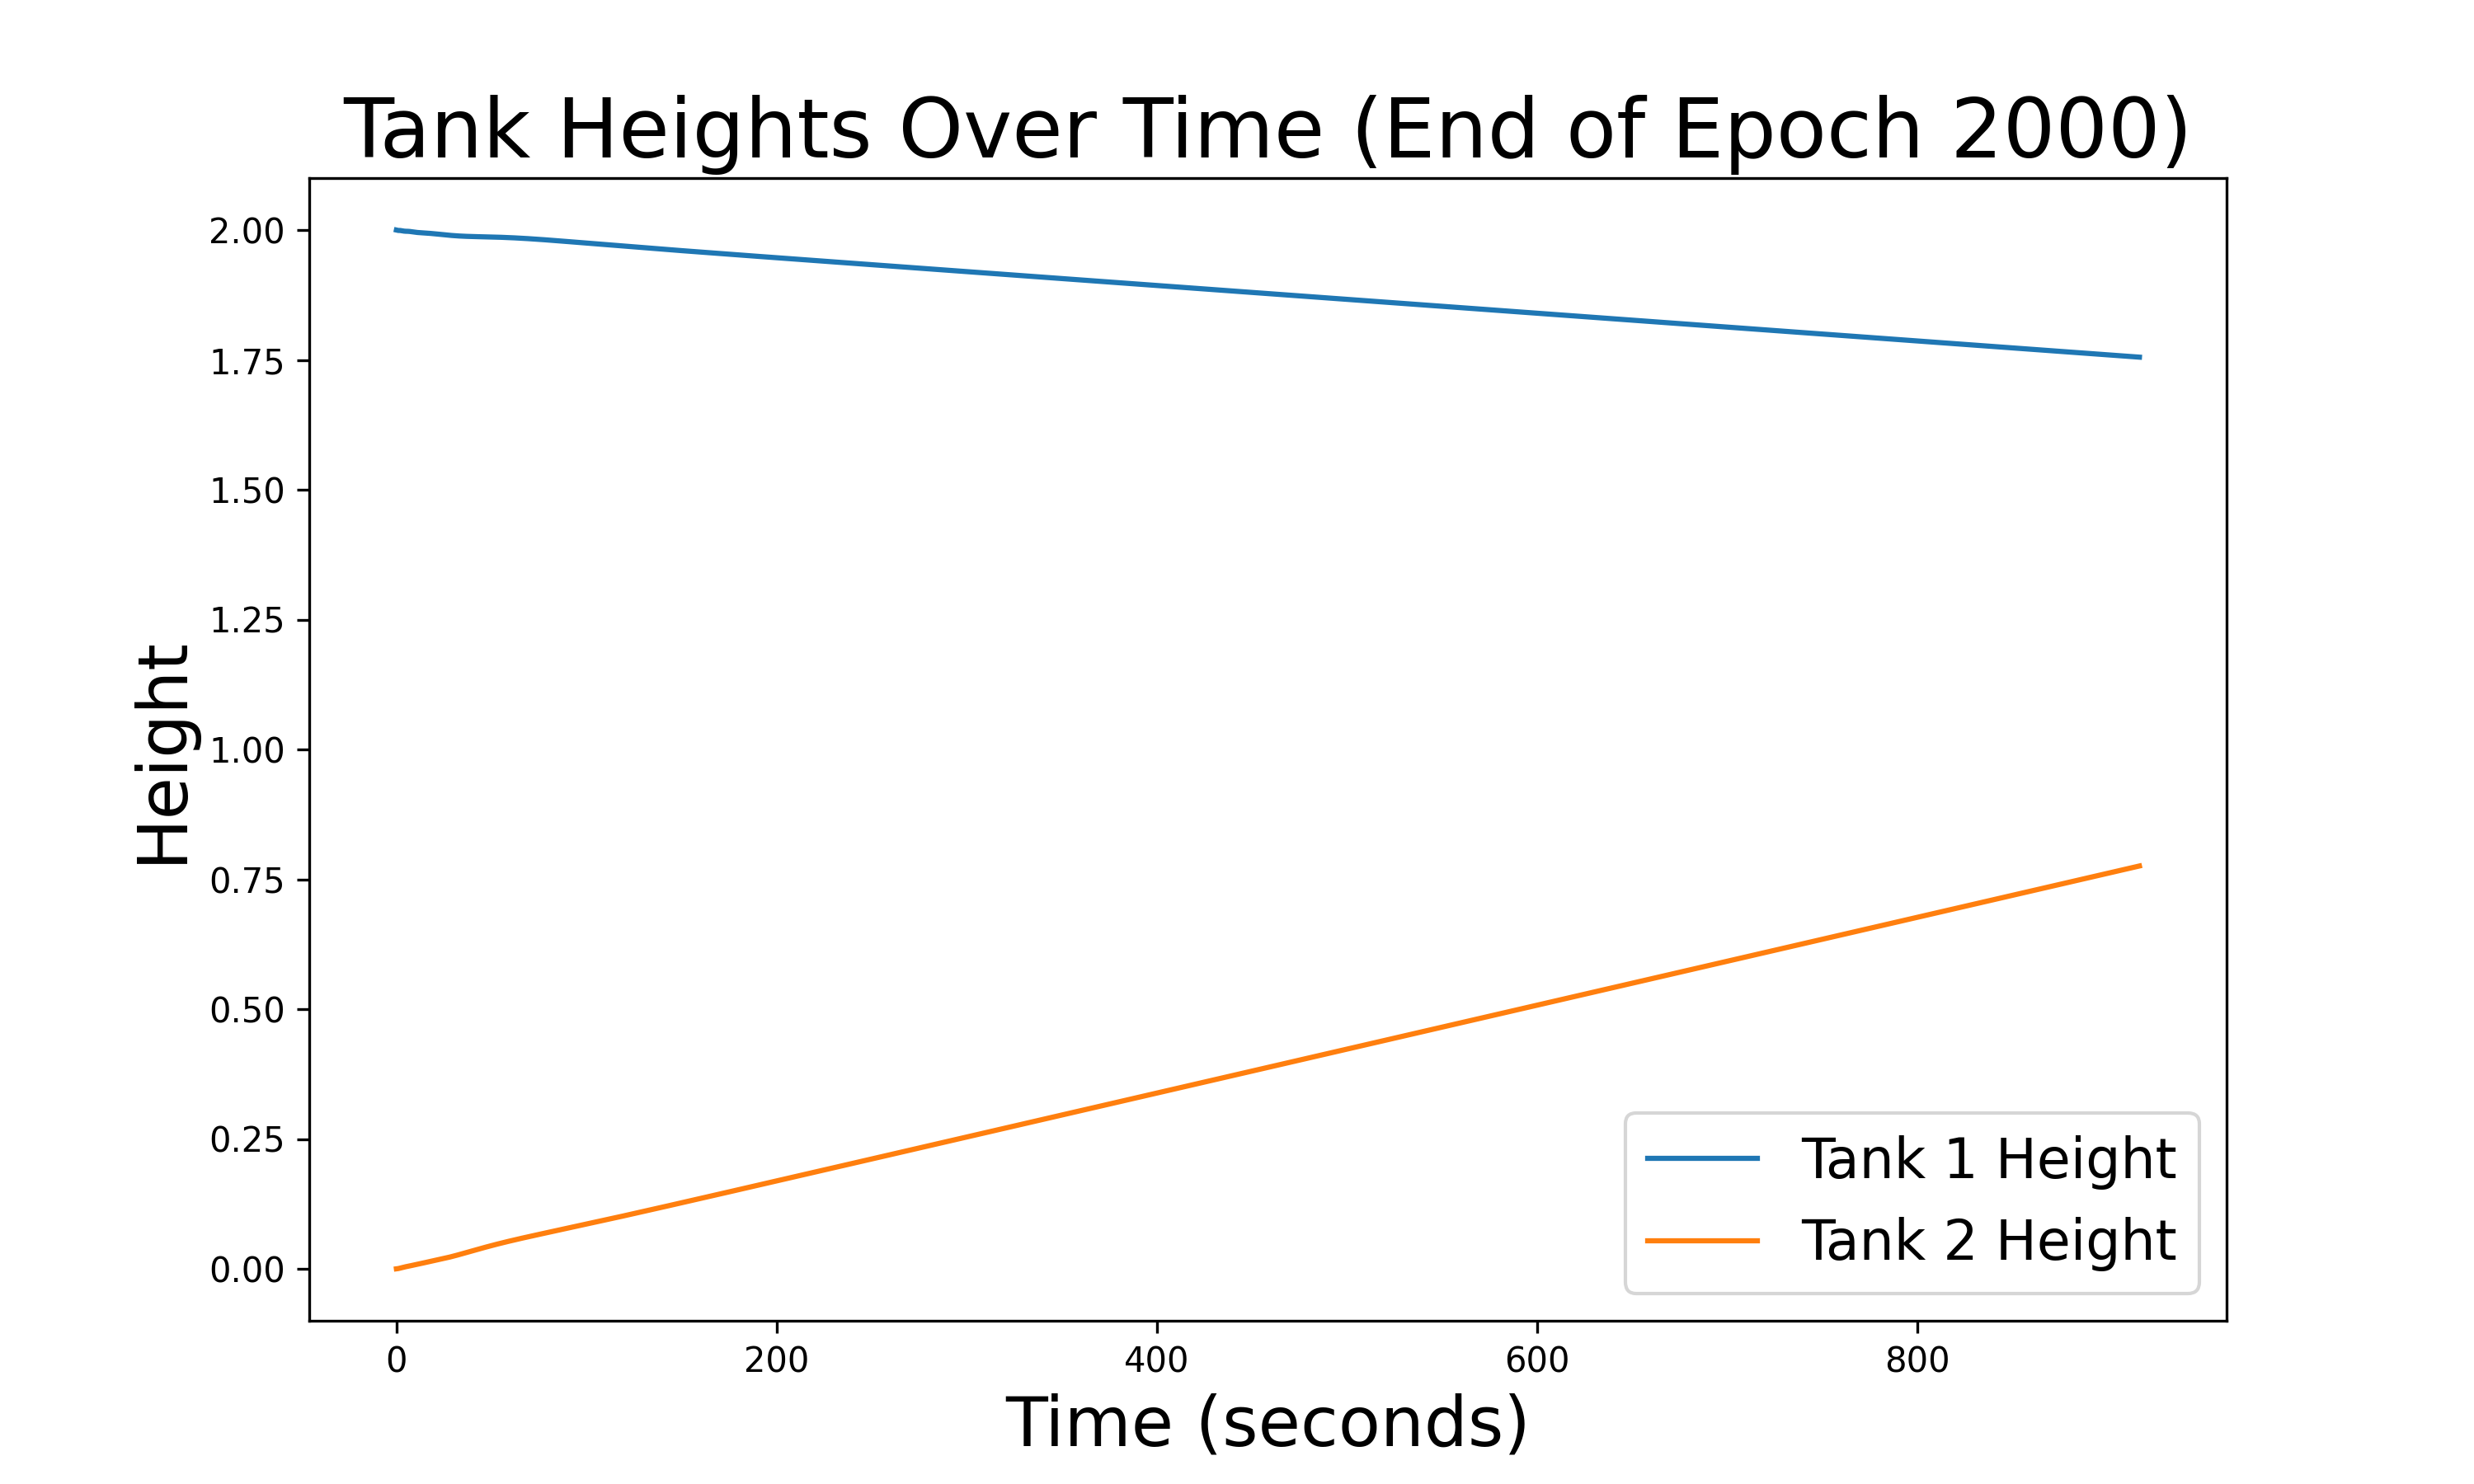 Tank Heights Over Time (End of Epoch 2000)
Height
2.00
1.75
1.50
1.25
1.00
0.75
0.50
0.25
0.00
Tank 1 Height
Tank 2 Height
0 200 400 600 800
Time (seconds)